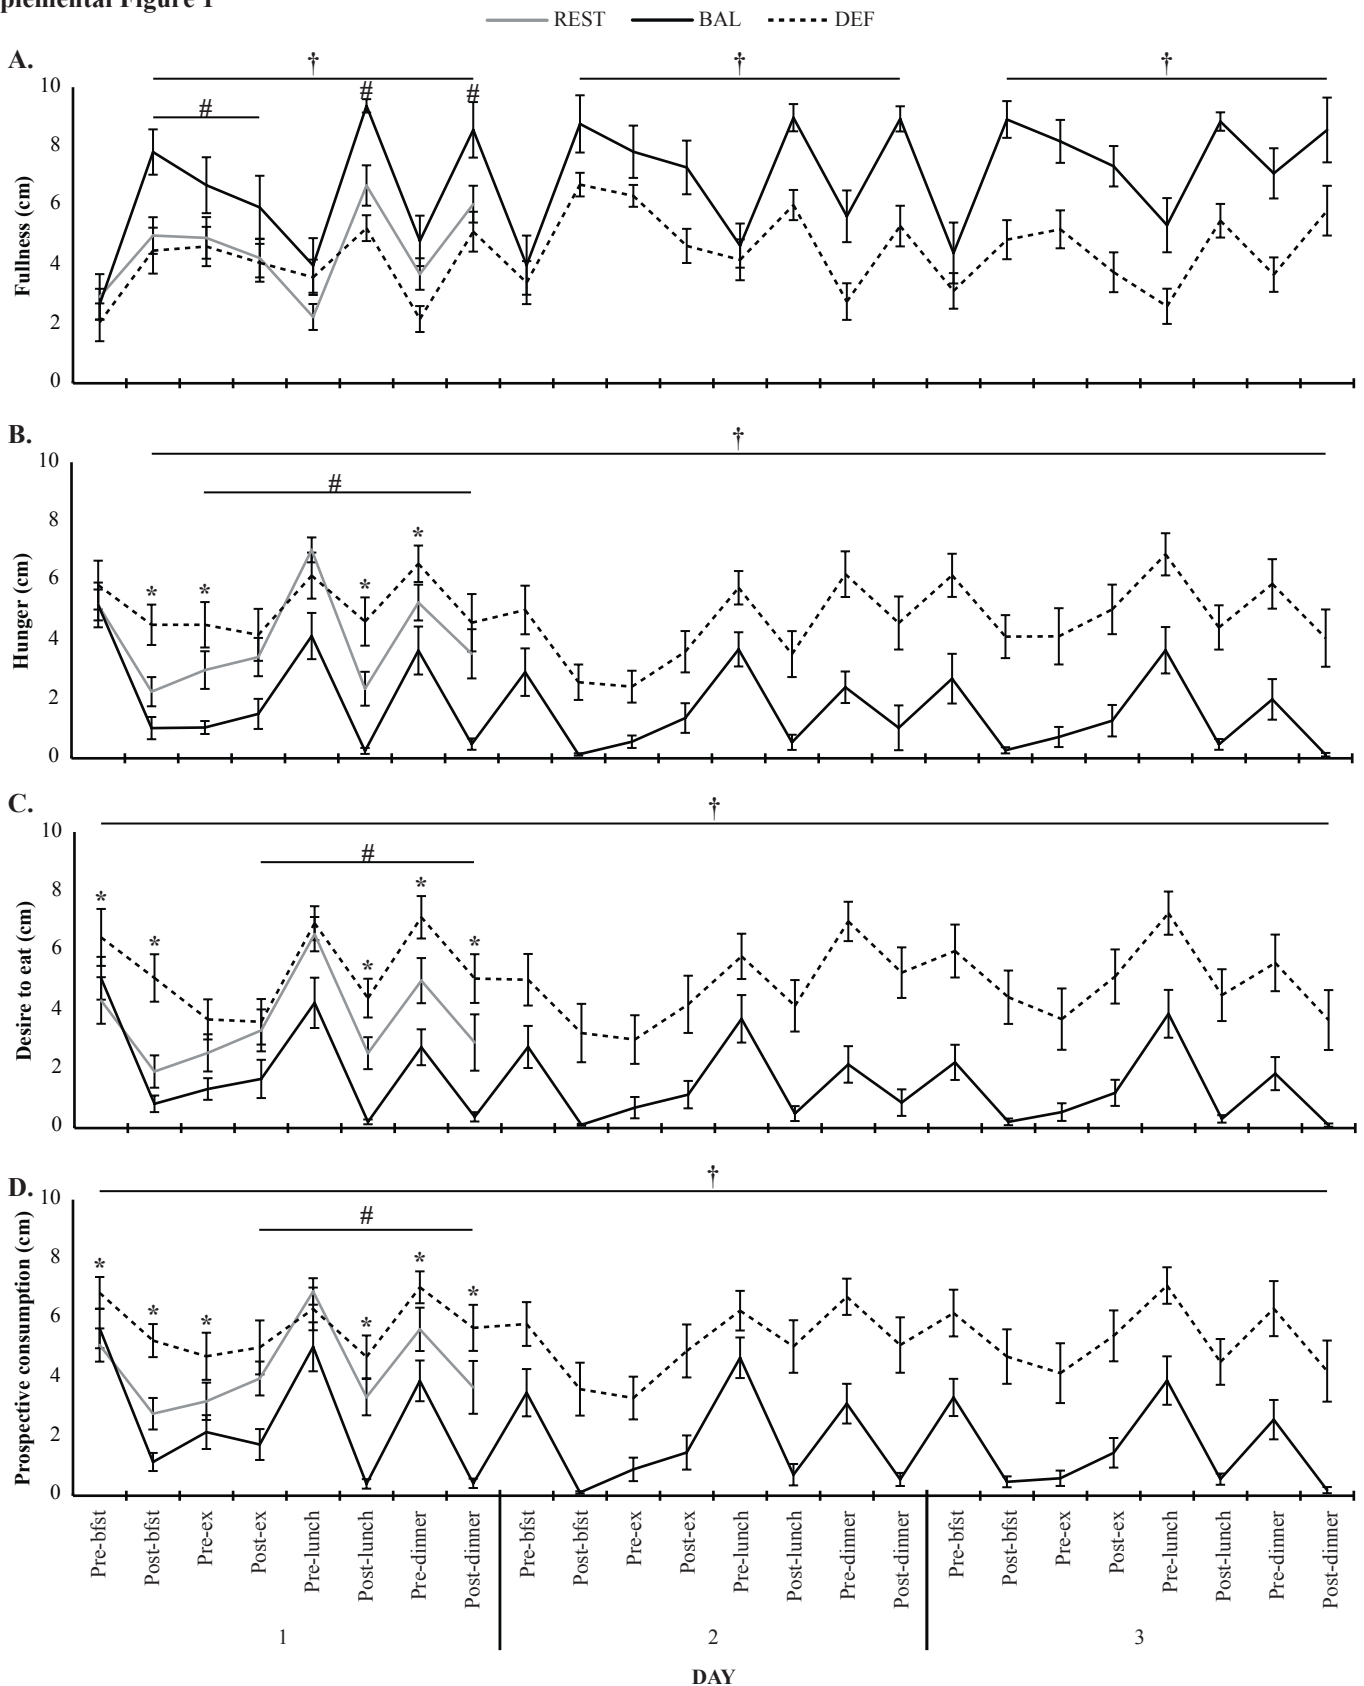 plemental Figure 1
REST BAL DEF
A.
†
†
†
#
#
#
10
8
6
4
2
0
Fullness (cm)
B.
†
#
*
*
*
*
*
10
8
6
4
2
0
Hunger (cm)
C.
†
#
*
*
*
*
*
10
8
6
4
2
0
Desire to eat (cm)
D.
†
#
*
*
*
*
*
*
10
8
6
4
2
0
Prospective consumption (cm)
Pre-bfst
Post-bfst
Pre-ex
Post-ex
Pre-lunch
Post-lunch
Pre-dinner
Post-dinner
Pre-bfst
Post-bfst
Pre-ex
Post-ex
Pre-lunch
Post-lunch
Pre-dinner
Post-dinner
Pre-bfst
Post-bfst
Pre-ex
Post-ex
Pre-lunch
Post-lunch
Pre-dinner
Post-dinner
1 2 3
DAY